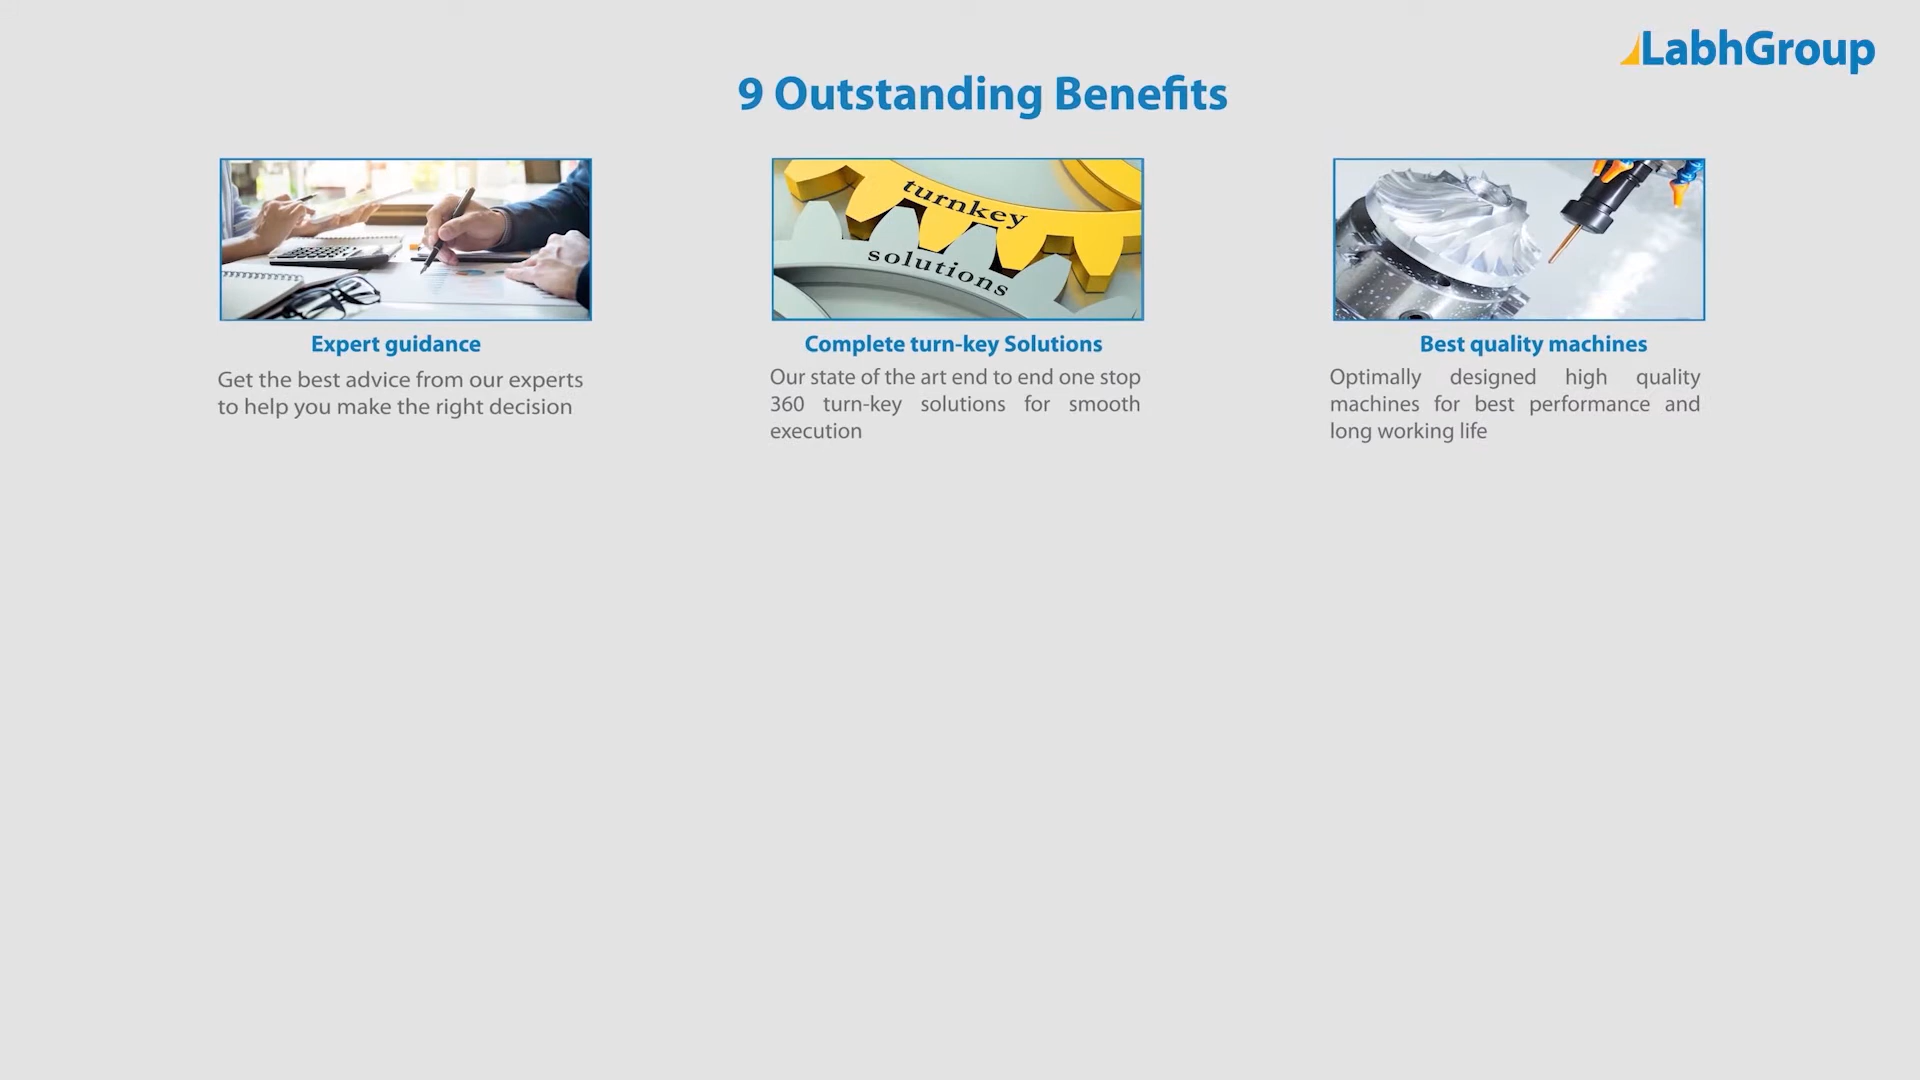 LabhGroup
9 Outstanding Benefits
turnkey
solutions
Expert guidance
Get the best advice from our experts
to help you make the right decision
Complete turn-key Solutions
Our state of the art end to end one stop
360 turn-key solutions for smooth
execution
Best quality machines
Optimally designed high quality
machines for best performance and
long working life